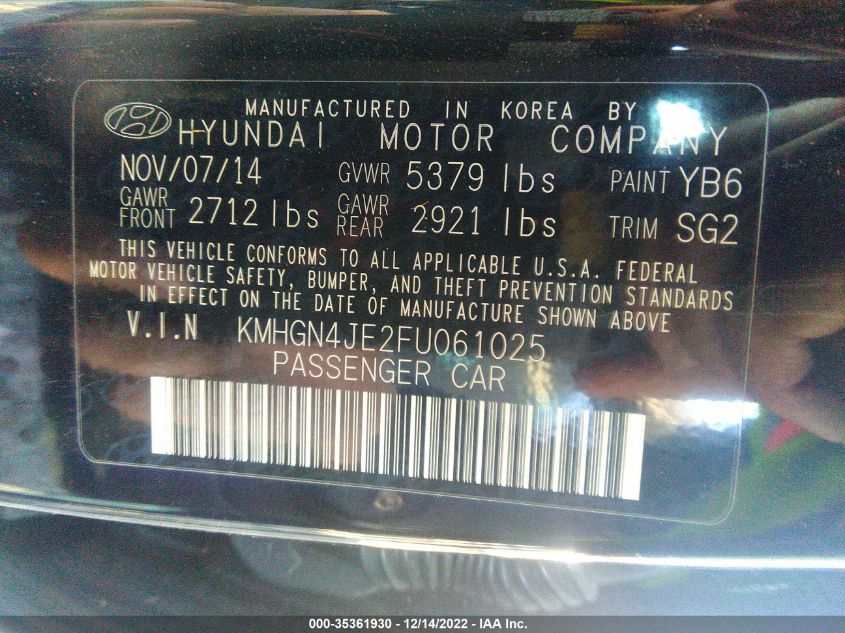 MANUFACTURED IN KOREA BY
HYUNDAI MOTOR COMPANY
NOV/07/14 GVWR 5379 lbs PAINT YB6
GAWR FRONT 2712 lbs GAWR REAR 2921 lbs TRIM SG2
THIS VEHICLE CONFORMS TO ALL APPLICABLE U.S.A. FEDERAL
MOTOR VEHICLE SAFETY, BUMPER, AND THEFT PREVENTION STANDARDS
IN EFFECT ON THE DATE OF MANUFACTURE SHOWN ABOVE
V.I.N KMHGN4JE2FU061025
PASSENGER CAR
000-35361930 - 12/14/2022 - IAA Inc.